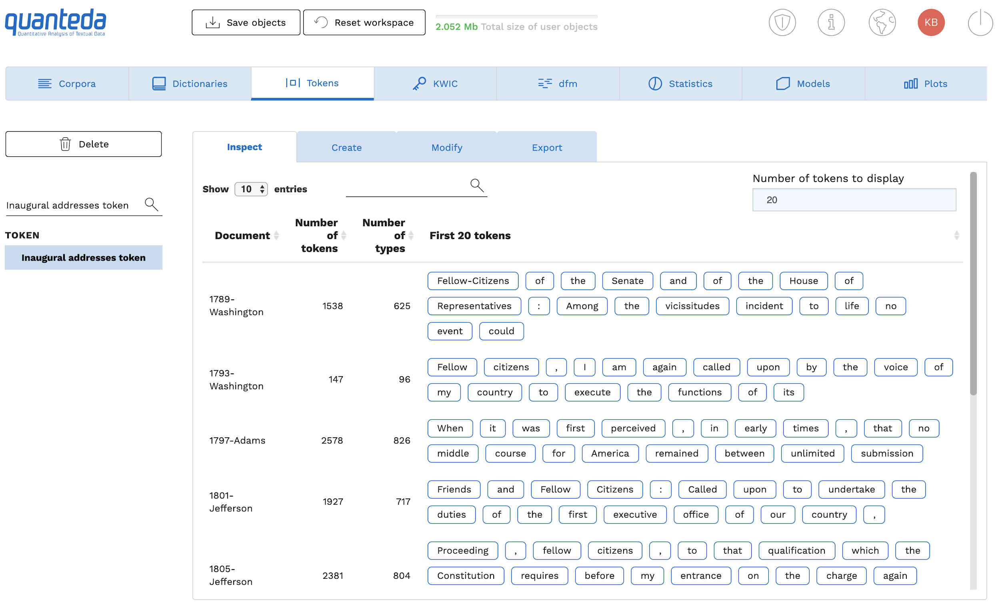 quanteda
Quantitative Analysis of Textual Data
Save objects
Reset workspace
2.052 Mb Total size of user objects
KB
Corpora
Dictionaries
Tokens
KWIC
dfm
Statistics
Models
Plots
Delete
Inaugural addresses token
TOKEN
Inaugural addresses token
Inspect
Create
Modify
Export
Show 10 entries
Number of tokens to display
20
Document
Number of tokens
Number of types
First 20 tokens
1789-
Washington
1538
625
Fellow-Citizens of the Senate and of the House of
Representatives : Among the vicissitudes incident to life no
event could
1793-
Washington
147
96
Fellow citizens , I am again called upon by the voice of
my country to execute the functions of its
1797-Adams
2578
826
When it was first perceived , in early times , that no
middle course for America remained between unlimited submission
1801-
Jefferson
1927
717
Friends and Fellow Citizens : Called upon to undertake the
duties of the first executive office of our country ,
1805-
Jefferson
2381
804
Proceeding , fellow citizens , to that qualification which the
Constitution requires before my entrance on the charge again